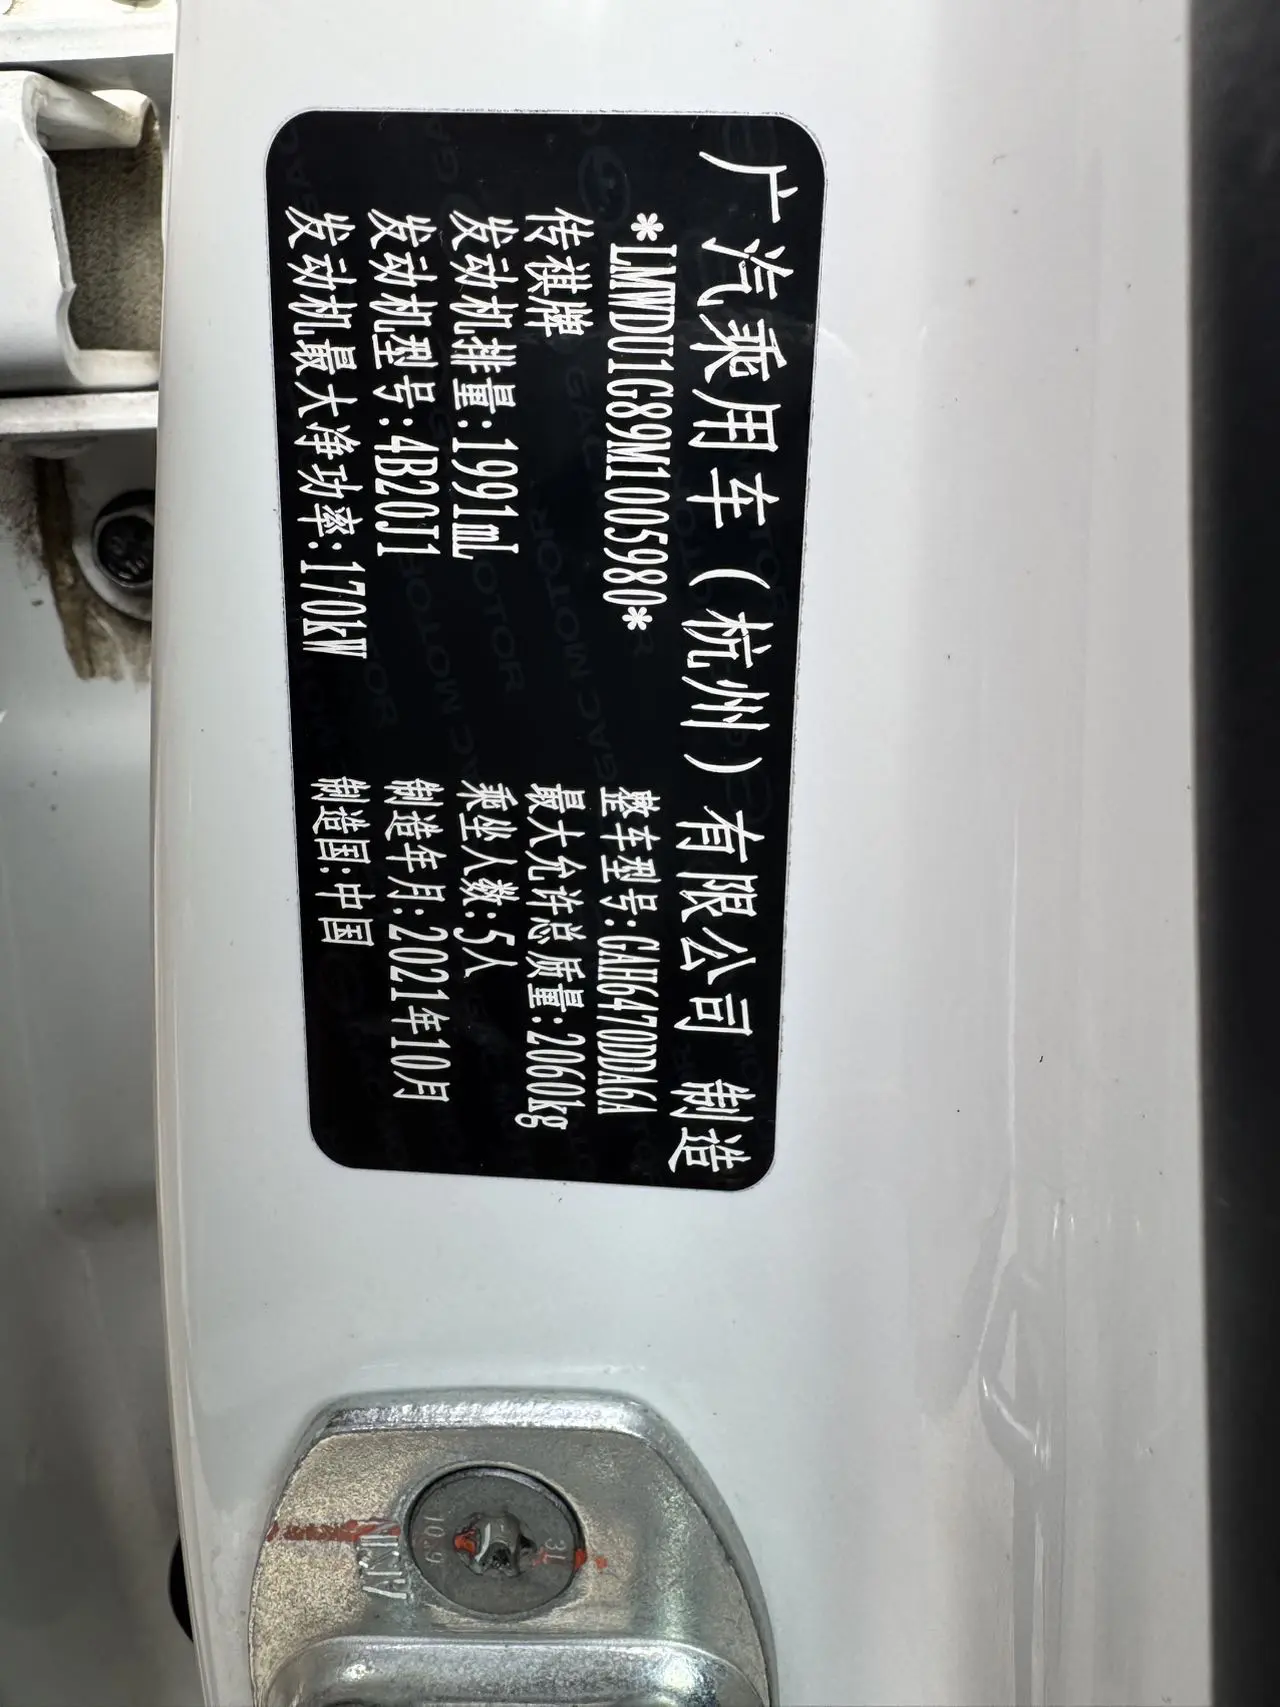 广汽乘用车（杭州）有限公司 制造
*LMWDU1G89M1005980*
整车型号:GAH6470DDA6A
传祺牌
最大允许总质量:2060kg
发动机排量:1991mL
乘坐人数:5人
发动机型号:4B20J1
制造年月:2021年10月
发动机最大净功率:170kW
制造国:中国
10.9